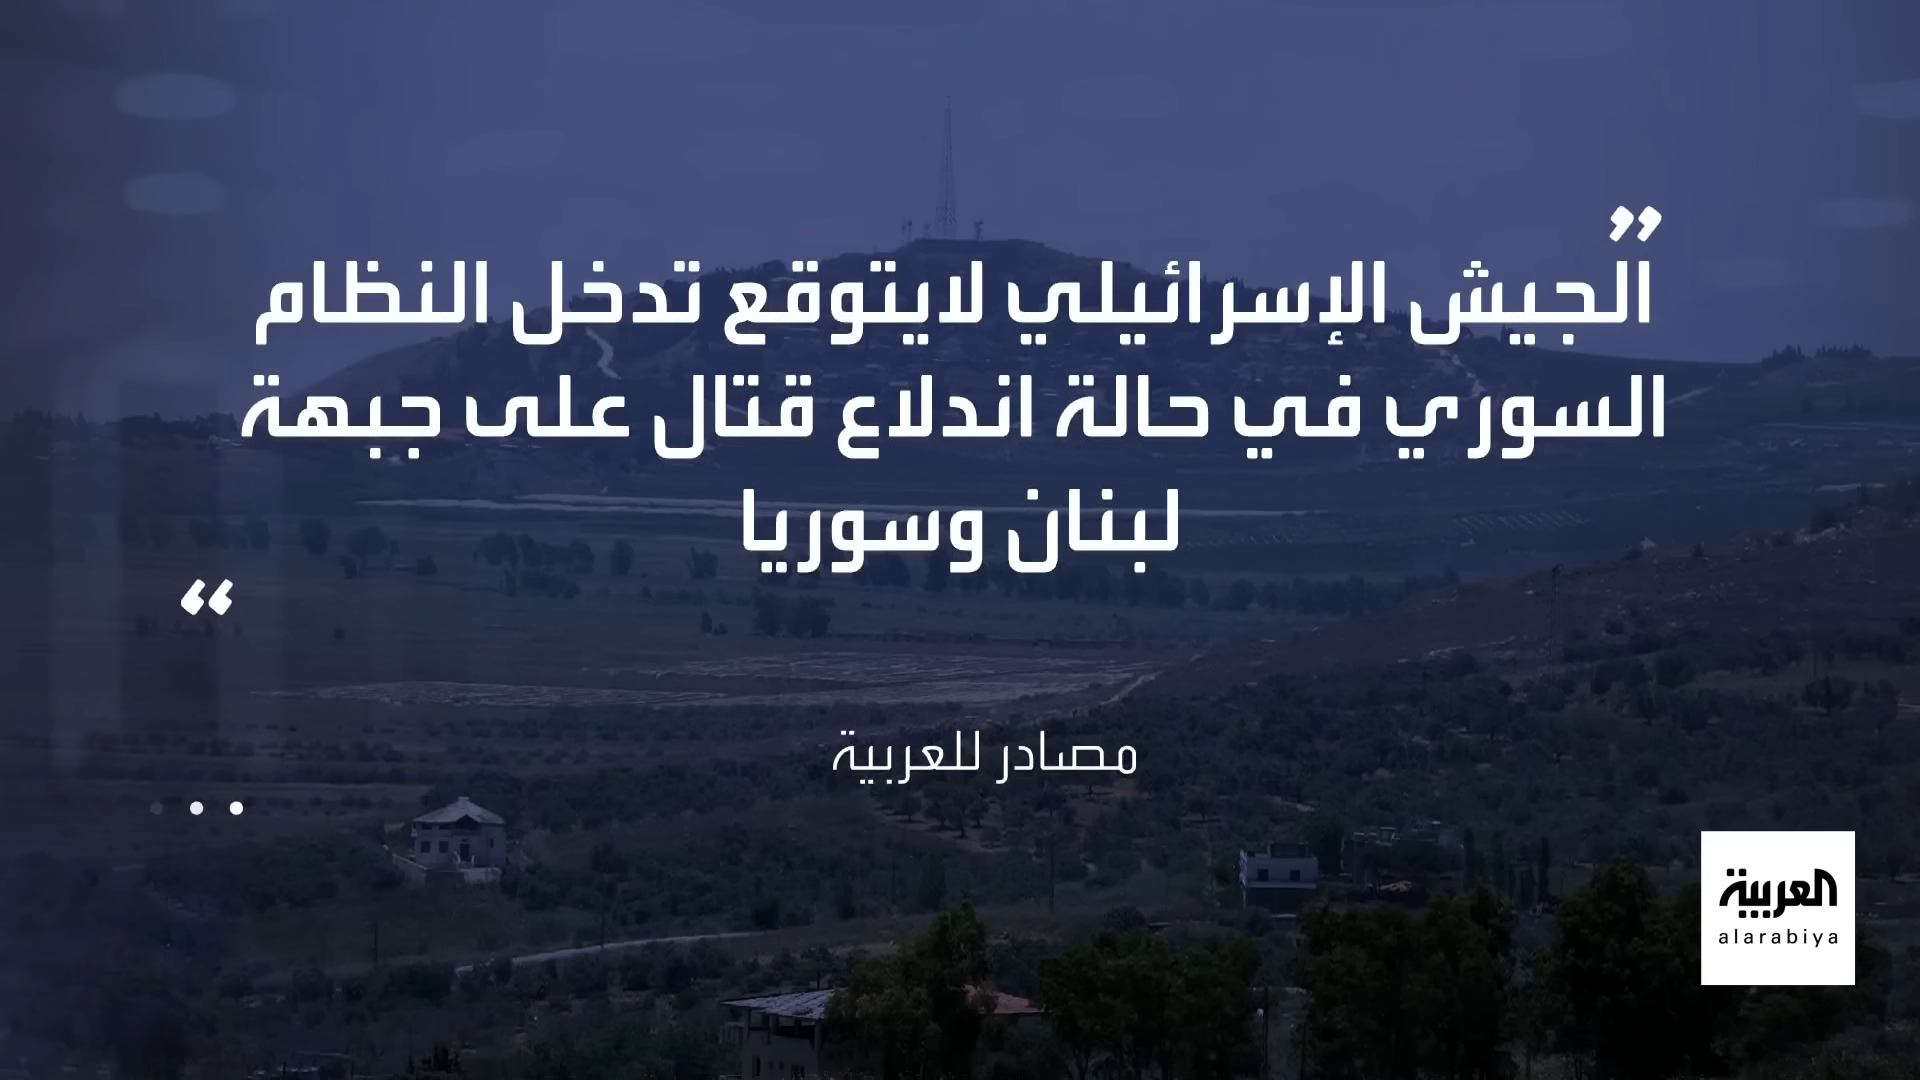 ”الجيش الإسرائيلي لايتوقع تدخل النظام
السوري في حالة اندلاع قتال على جبهة
لبنان وسوريا
“
مصادر للعربية
العربية
alarabiya